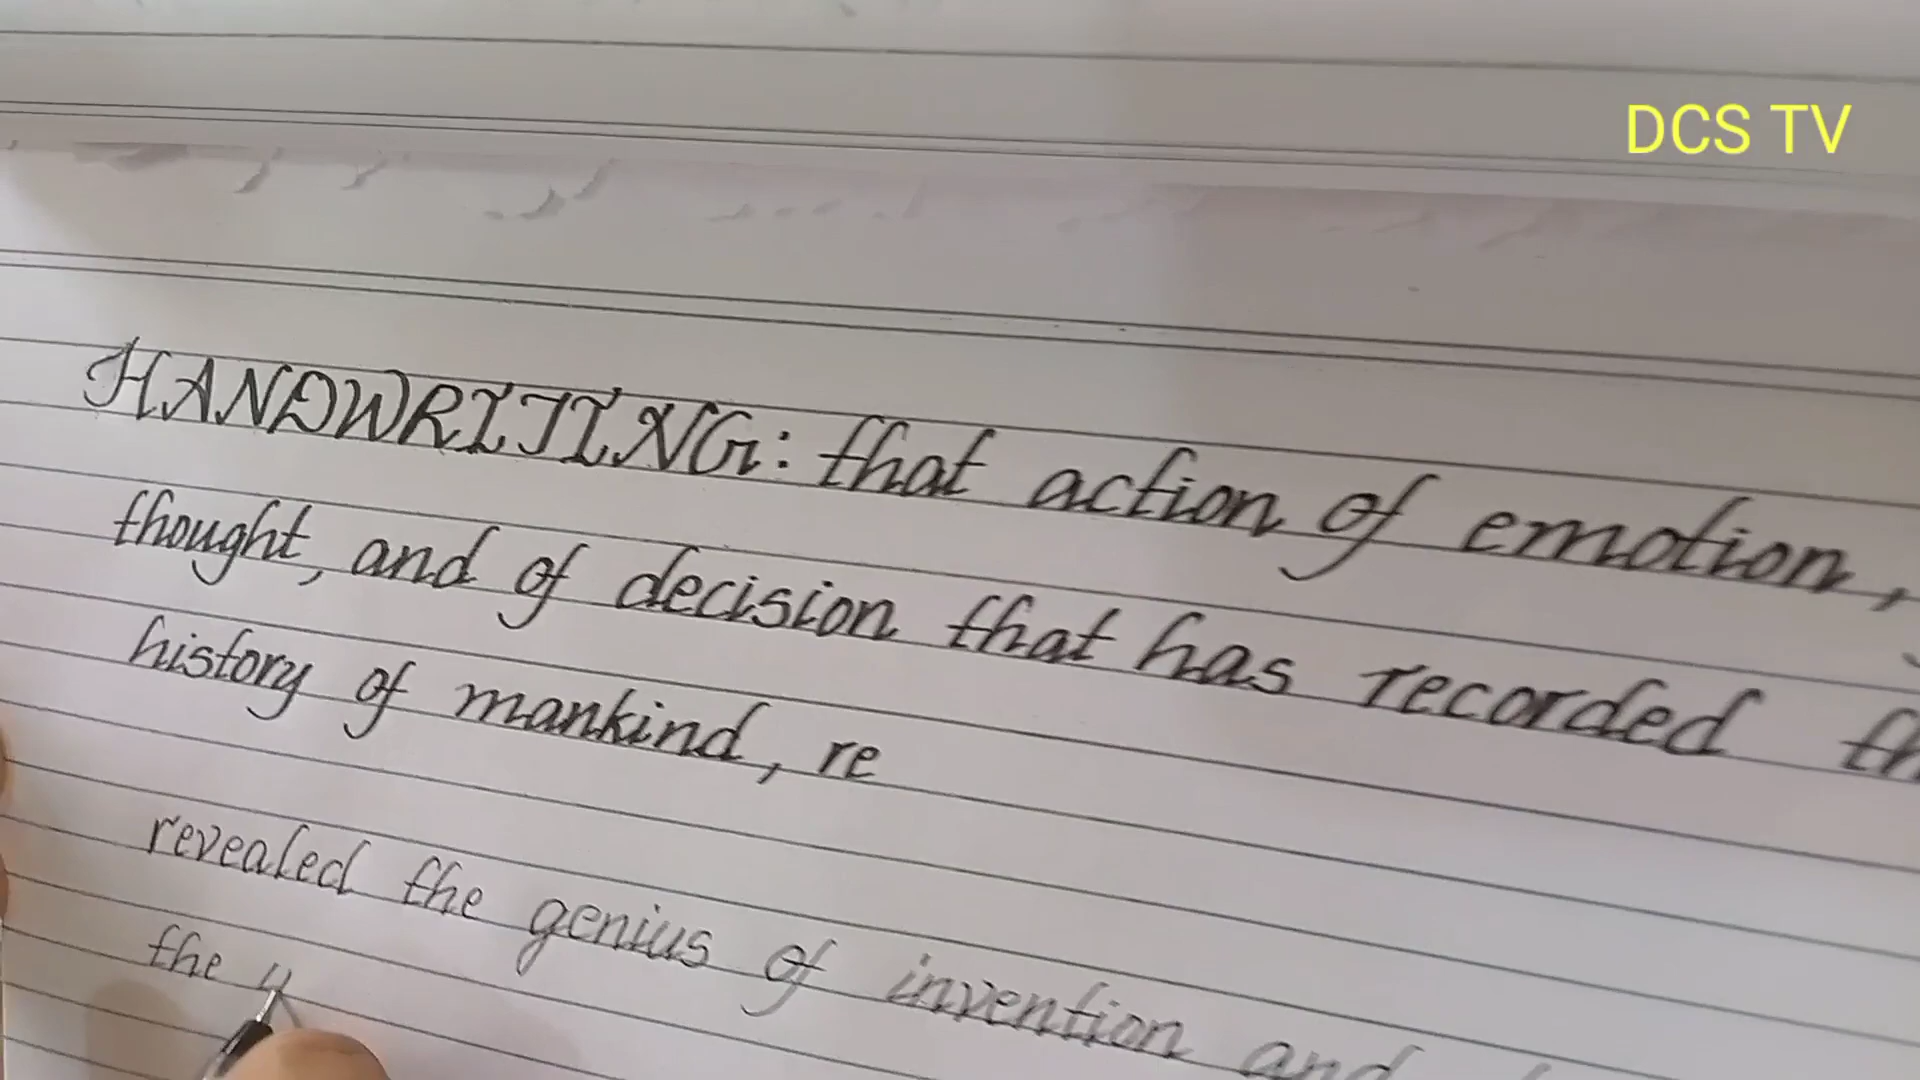 DCS TV
HANDWRITING: that action of emotion,
thought, and of decision that has recorded
history of mankind, re
revealed the genius of invention and
the